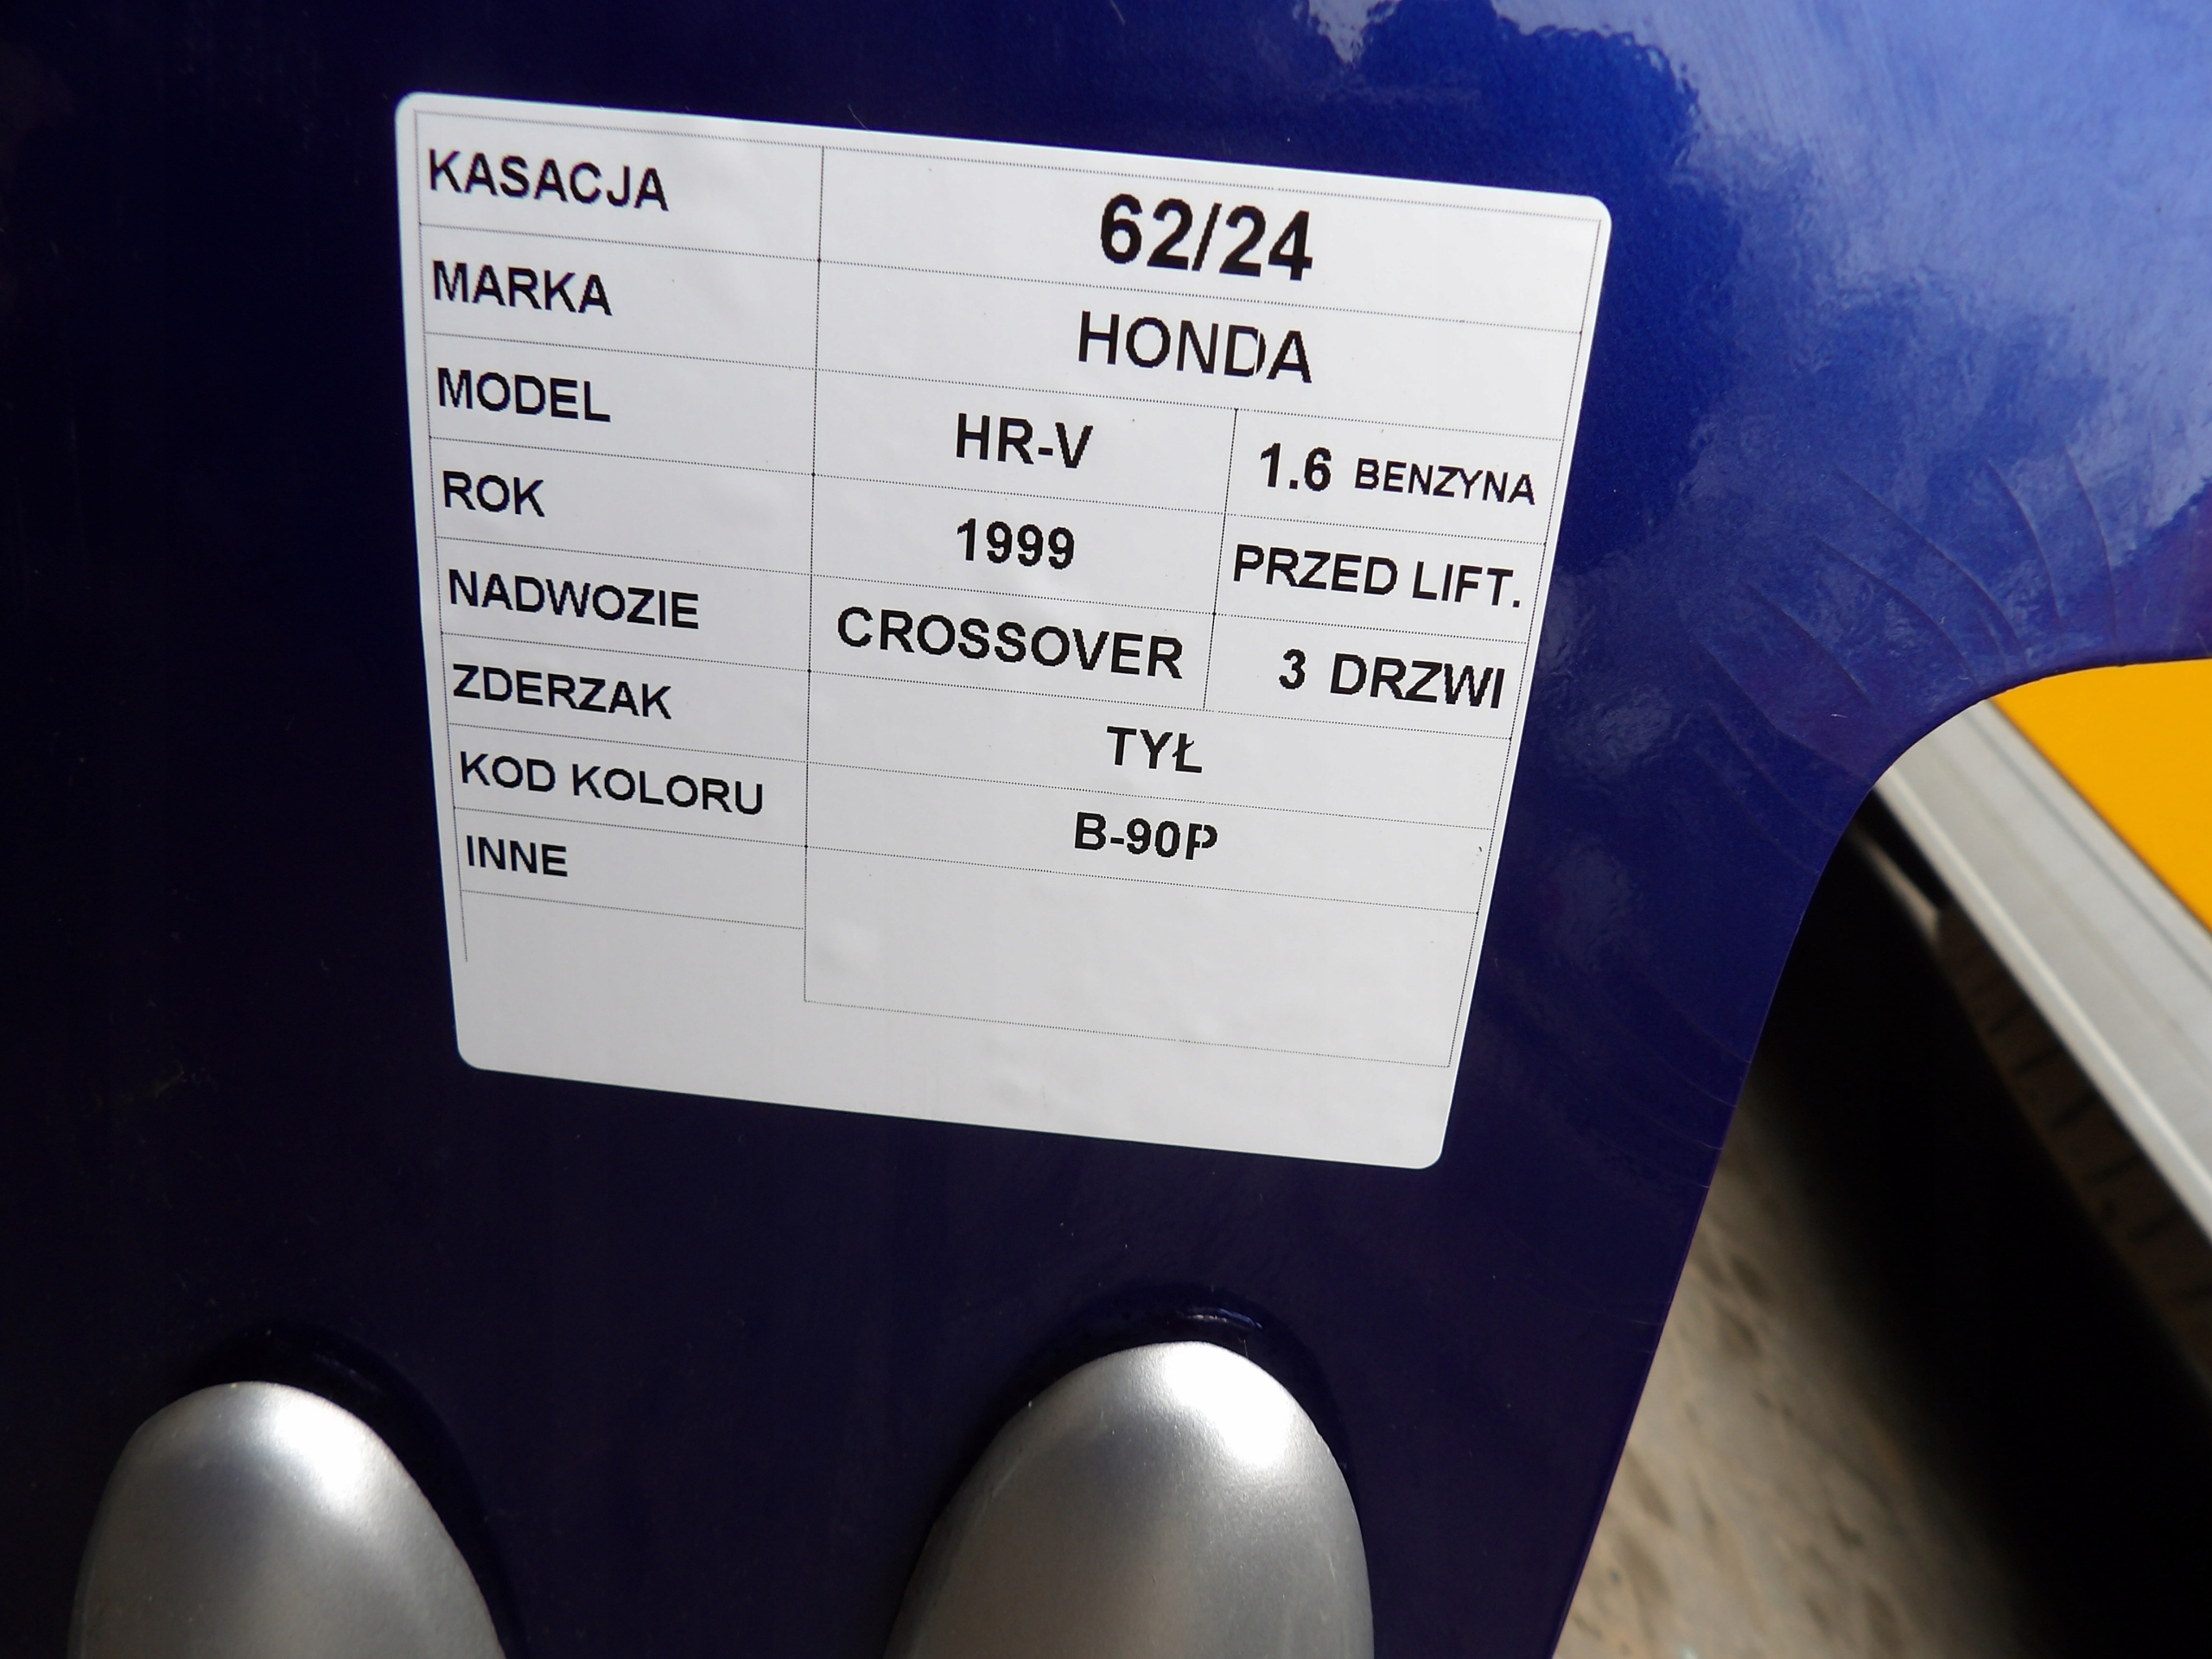 KASACJA 62/24
MARKA HONDA
MODEL HR-V 1.6 BENZYNA
ROK 1999 PRZED LIFT.
NADWOZIE CROSSOVER 3 DRZWI
ZDERZAK TYŁ
KOD KOLORU B-90P
INNE